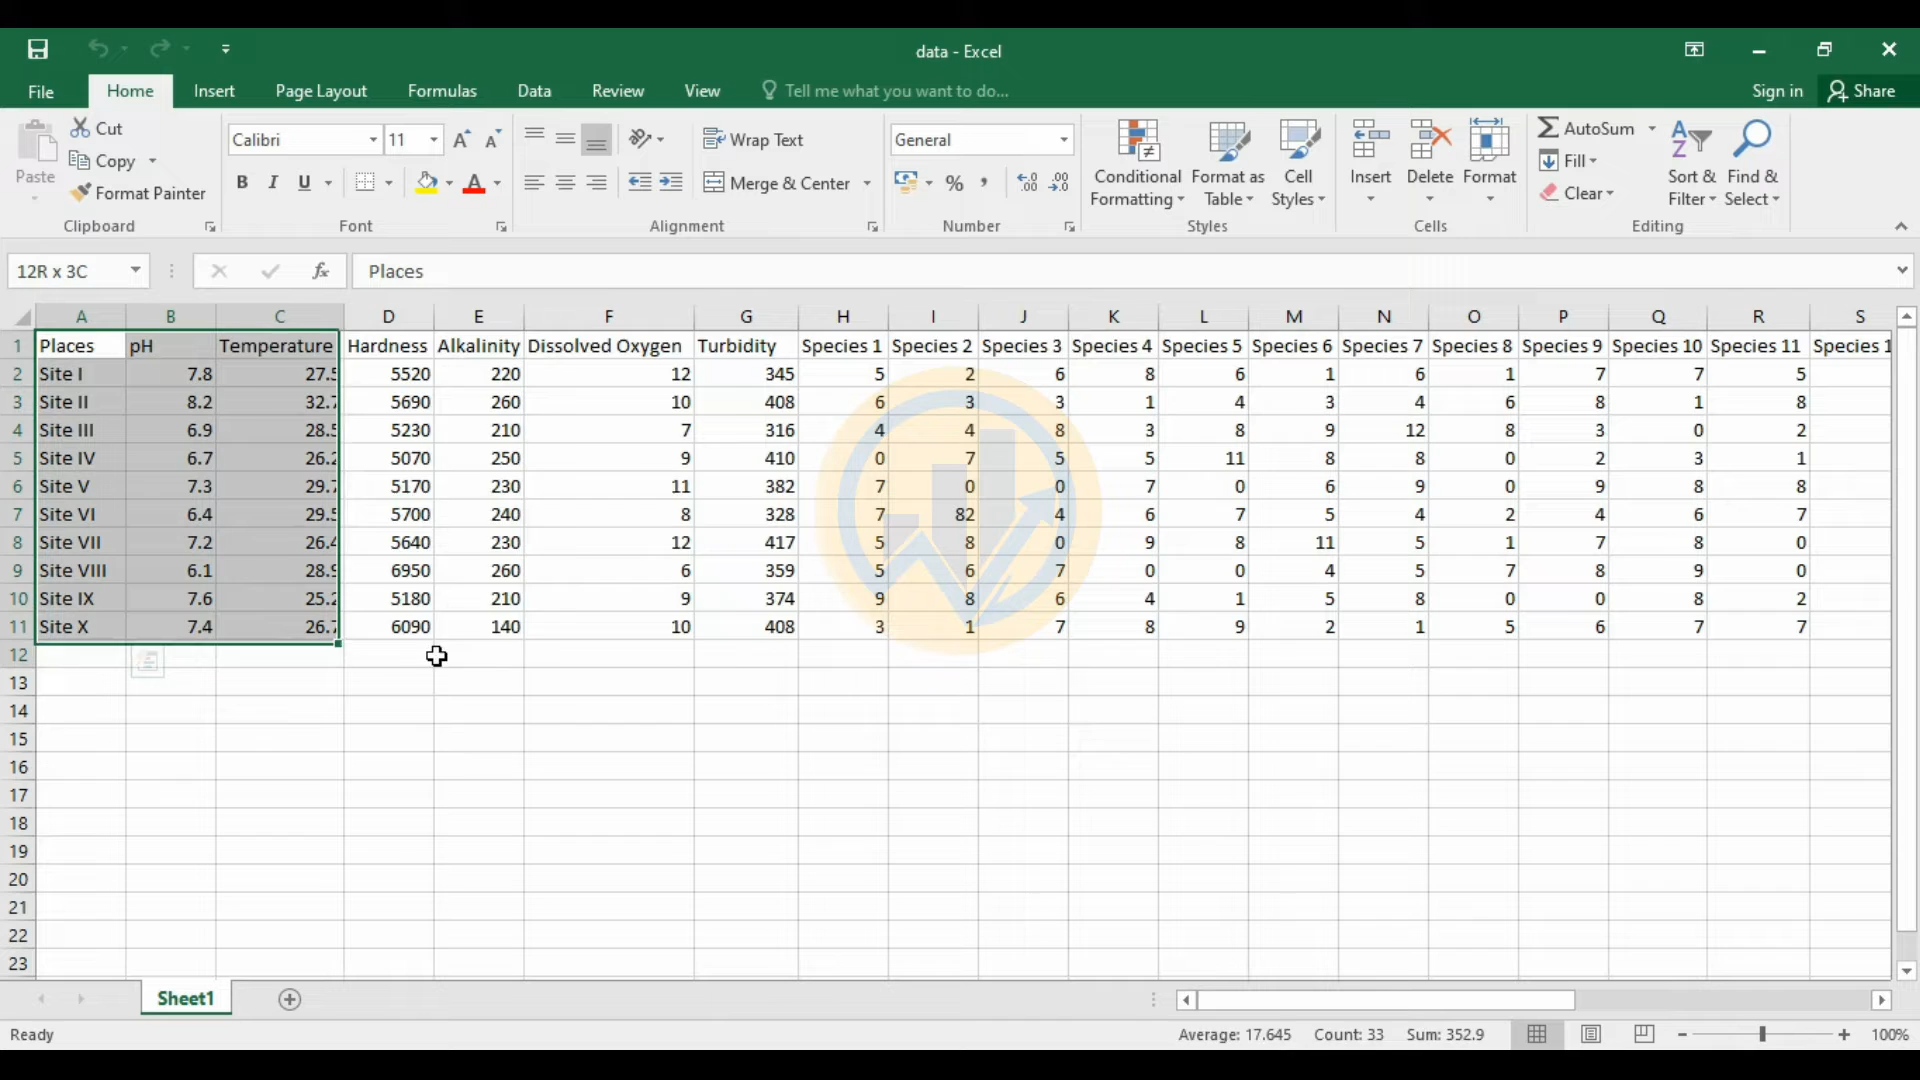 data - Excel
File Home Insert Page Layout Formulas Data Review View Tell me what you want to do... Sign in Share
Cut
Copy
Format Painter
Paste
Clipboard
Calibri 11
B I U
Font
Wrap Text
Merge & Center
Alignment
General
Number
Conditional Formatting
Format as Table
Cell Styles
Styles
Insert Delete Format
Cells
AutoSum
Fill
Clear
Sort & Filter
Find & Select
Editing
12R x 3C fx Places
A B C D E F G H I J K L M N O P Q R S
1 Places pH Temperature Hardness Alkalinity Dissolved Oxygen Turbidity Species 1 Species 2 Species 3 Species 4 Species 5 Species 6 Species 7 Species 8 Species 9 Species 10 Species 11 Species 1
2 Site I 7.8 27.5 5520 220 12 345 5 2 6 8 6 1 6 1 7 7 5
3 Site II 8.2 32.7 5690 260 10 408 6 3 3 1 4 3 4 6 8 1 8
4 Site III 6.9 28.5 5230 210 7 316 4 4 8 3 8 9 12 8 3 0 2
5 Site IV 6.7 26.2 5070 250 9 410 0 7 5 5 11 8 8 0 2 3 1
6 Site V 7.3 29.7 5170 230 11 382 7 0 0 7 0 6 9 0 9 8 8
7 Site VI 6.4 29.5 5700 240 8 328 7 82 4 6 7 5 4 2 4 6 7
8 Site VII 7.2 26.4 5640 230 12 417 5 8 0 9 8 11 5 1 7 8 0
9 Site VIII 6.1 28.9 6950 260 6 359 5 6 7 0 0 4 5 7 8 9 0
10 Site IX 7.6 25.2 5180 210 9 374 9 8 6 4 1 5 8 0 0 8 2
11 Site X 7.4 26.7 6090 140 10 408 3 1 7 8 9 2 1 5 6 7 7
12
13
14
15
16
17
18
19
20
21
22
23
Sheet1
Ready Average: 17.645 Count: 33 Sum: 352.9 100%